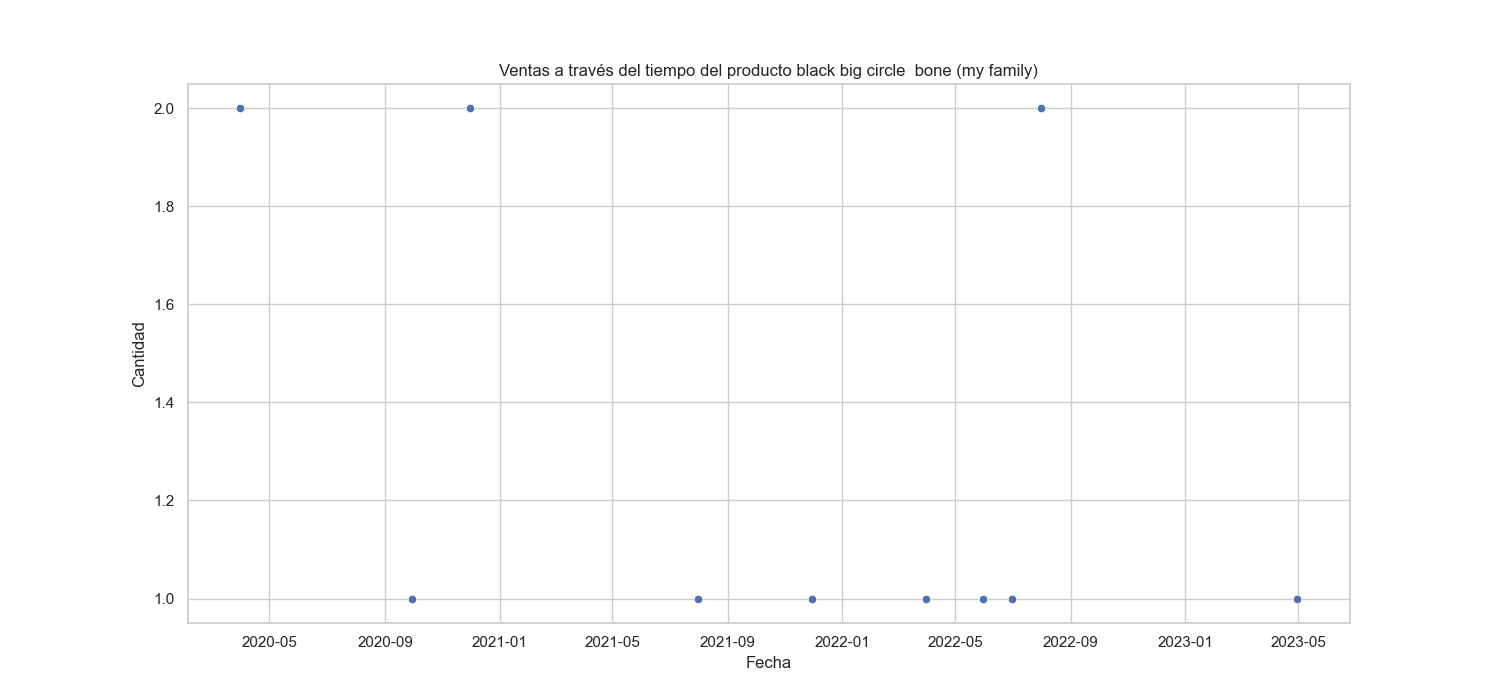 Ventas a través del tiempo del producto black big circle  bone (my family)
2.0
1.8
1.6
1.4
1.2
1.0
Cantidad
2020-05 2020-09 2021-01 2021-05 2021-09 2022-01 2022-05 2022-09 2023-01 2023-05
Fecha